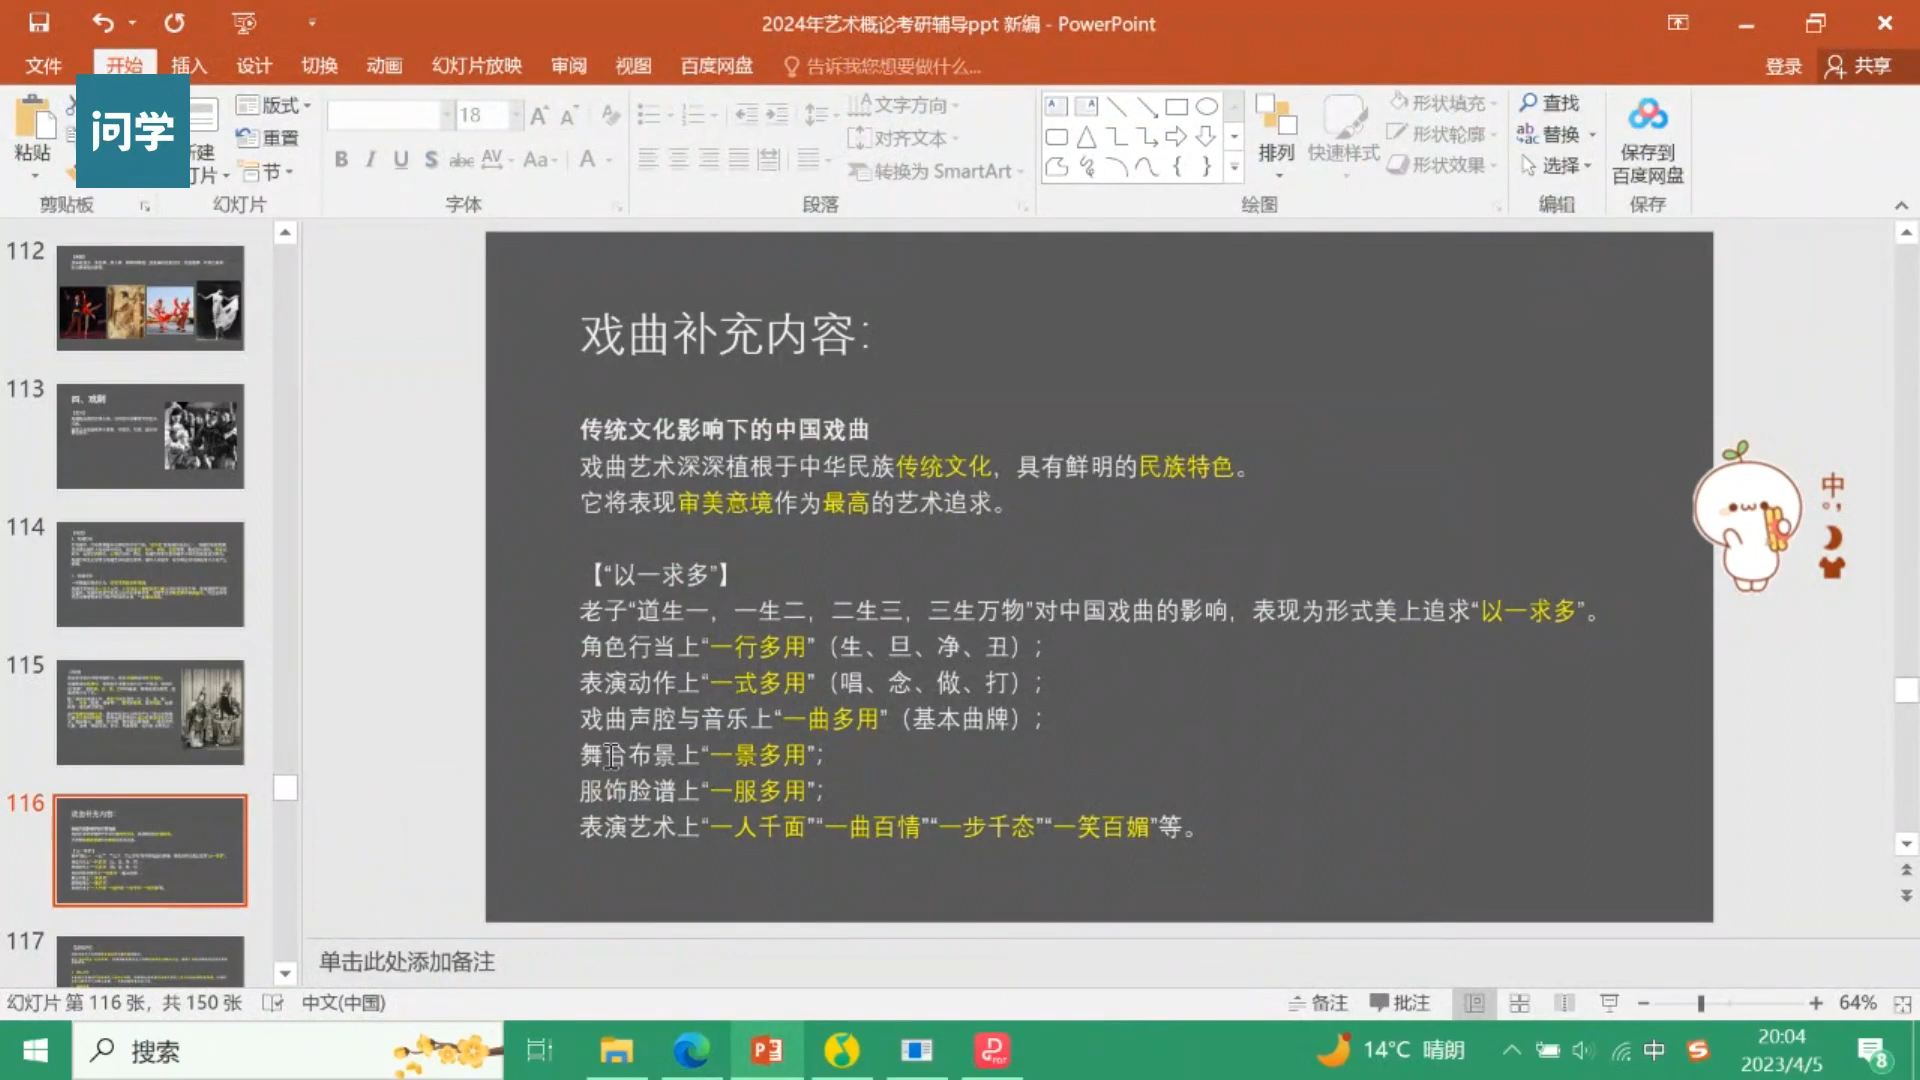 2024年艺术概论考研辅导ppt 新编 - PowerPoint
文件 开始 插入 设计 切换 动画 幻灯片放映 审阅 视图 百度网盘 告诉我您想要做什么... 登录 共享
问学
粘贴
版式
重置
节
18
文字方向
对齐文本
转换为 SmartArt
排列
快速样式
形状填充
形状轮廓
形状效果
查找
替换
选择
保存到
百度网盘
剪贴板 幻灯片 字体 段落 绘图 编辑 保存
112
113
四、戏剧
114
115
116
117
戏曲补充内容：
传统文化影响下的中国戏曲
戏曲艺术深深植根于中华民族传统文化，具有鲜明的民族特色。
它将表现审美意境作为最高的艺术追求。
【“以一求多”】
老子“道生一，一生二，二生三，三生万物”对中国戏曲的影响，表现为形式美上追求“以一求多”。
角色行当上“一行多用”（生、旦、净、丑）；
表演动作上“一式多用”（唱、念、做、打）；
戏曲声腔与音乐上“一曲多用”（基本曲牌）；
舞台布景上“一景多用”；
服饰脸谱上“一服多用”；
表演艺术上“一人千面”“一曲百情”“一步千态”“一笑百媚”等。
中
单击此处添加备注
幻灯片 第 116 张，共 150 张 中文(中国) 备注 批注 64%
搜索
14°C 晴朗
中
20:04
2023/4/5
8